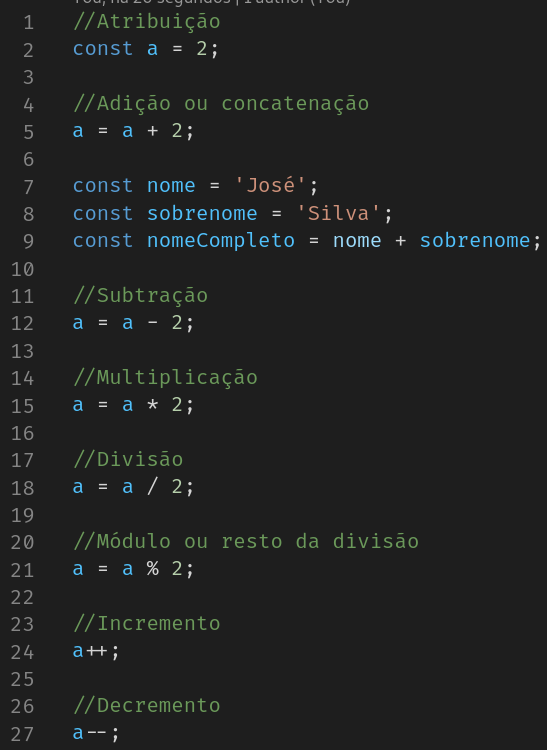 You, há 20 segundos | 1 author (You)
1 //Atribuição
2 const a = 2;
3
4 //Adição ou concatenação
5 a = a + 2;
6
7 const nome = 'José';
8 const sobrenome = 'Silva';
9 const nomeCompleto = nome + sobrenome;
10
11 //Subtração
12 a = a - 2;
13
14 //Multiplicação
15 a = a * 2;
16
17 //Divisão
18 a = a / 2;
19
20 //Módulo ou resto da divisão
21 a = a % 2;
22
23 //Incremento
24 a++;
25
26 //Decremento
27 a--;